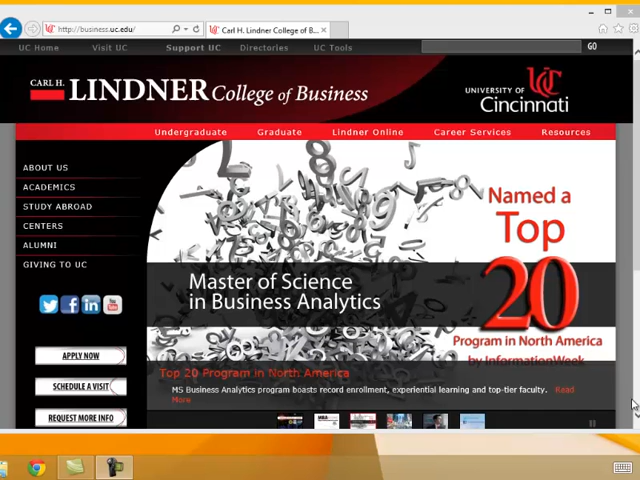 http://business.uc.edu/
Carl H. Lindner College of B...
UC Home Visit UC Support UC Directories UC Tools GO
CARL H.
LINDNER College of Business
UNIVERSITY OF
Cincinnati
Undergraduate Graduate Lindner Online Career Services Resources
ABOUT US
ACADEMICS
STUDY ABROAD
CENTERS
ALUMNI
GIVING TO UC
APPLY NOW
SCHEDULE A VISIT
REQUEST MORE INFO
Named a
Top
20
Program in North America
by InformationWeek
Master of Science
in Business Analytics
Top 20 Program in North America
MS Business Analytics program boasts record enrollment, experiential learning and top-tier faculty. Read
More